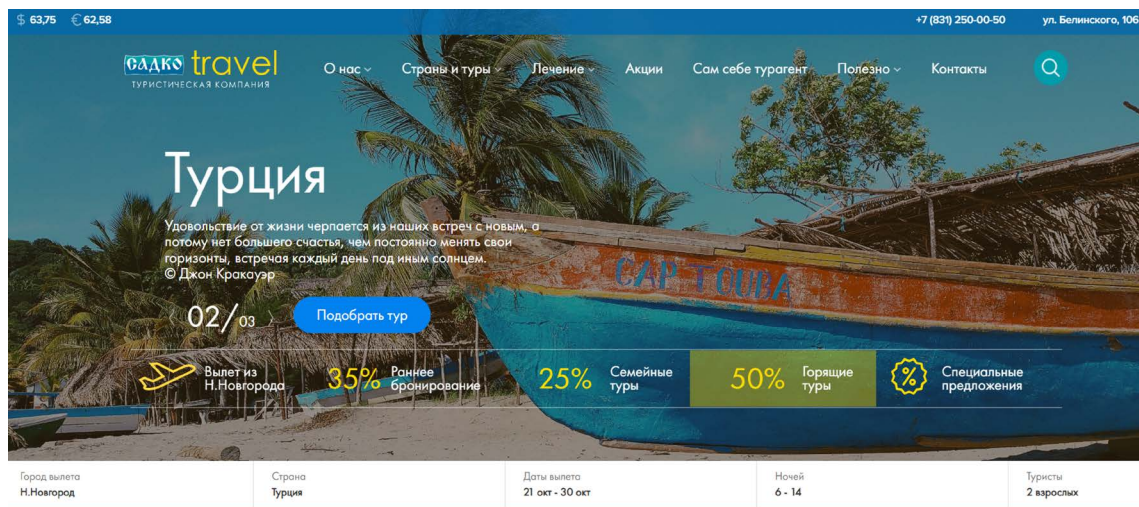 $ 63,75 € 62,58 +7 (831) 250-00-50 ул. Белинского, 106
садко travel
ТУРИСТИЧЕСКАЯ КОМПАНИЯ
О нас Страны и туры Лечение Акции Сам себе турагент Полезно Контакты
Турция
Удовольствие от жизни черпается из наших встреч с новым, а
потому нет большего счастья, чем постоянно менять свои
горизонты, встречая каждый день под иным солнцем.
© Джон Кракауэр
02/03 Подобрать тур
CAP TOUBA
Вылет из
Н.Новгорода
35% Раннее
бронирование
25% Семейные
туры
50% Горящие
туры
% Специальные
предложения
Город вылета Страна Даты вылета Ночей Туристы
Н.Новгород Турция 21 окт - 30 окт 6 - 14 2 взрослых